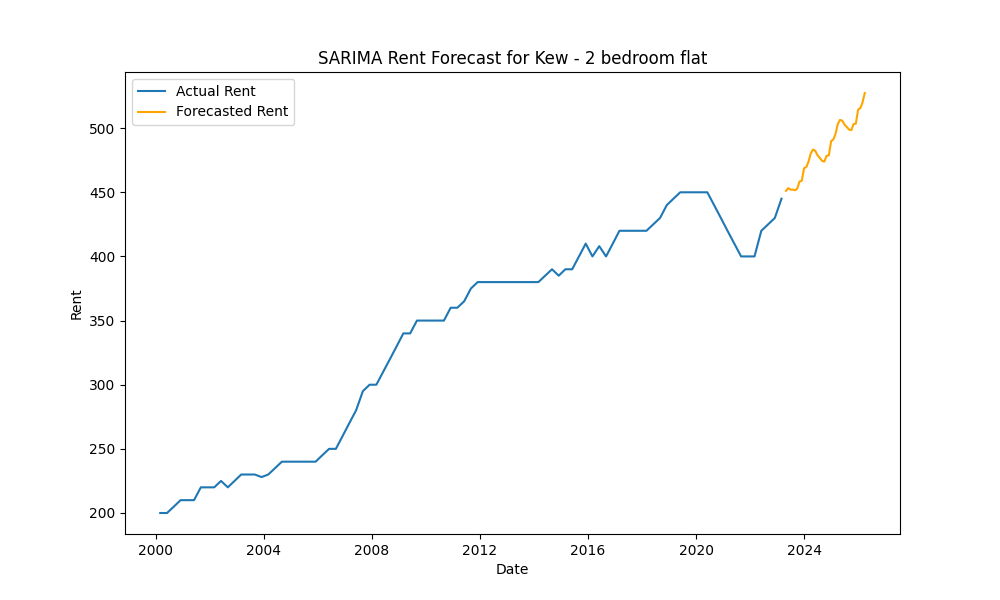 SARIMA Rent Forecast for Kew - 2 bedroom flat
Actual Rent
Forecasted Rent
500
450
400
350
300
250
200
Rent
2000 2004 2008 2012 2016 2020 2024
Date